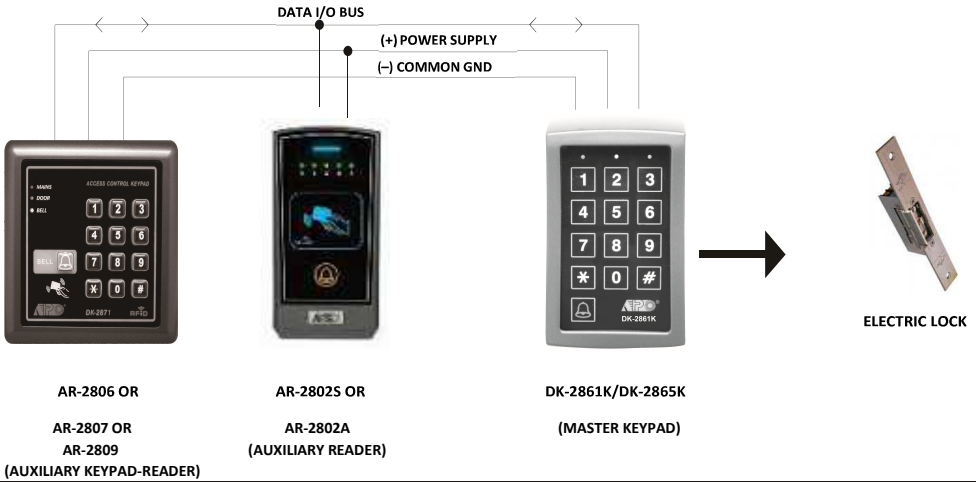 DATA I/O BUS
(+) POWER SUPPLY
(–) COMMON GND
MAINS
DOOR
BELL
ACCESS CONTROL KEYPAD
1 2 3
4 5 6
BELL 7 8 9
* 0 #
APO
DK-2871
RFID
1 2 3
4 5 6
7 8 9
* 0 #
APO
DK-2861K
ELECTRIC LOCK
AR-2806 OR
AR-2807 OR
AR-2809
(AUXILIARY KEYPAD-READER)
AR-2802S OR
AR-2802A
(AUXILIARY READER)
DK-2861K/DK-2865K
(MASTER KEYPAD)